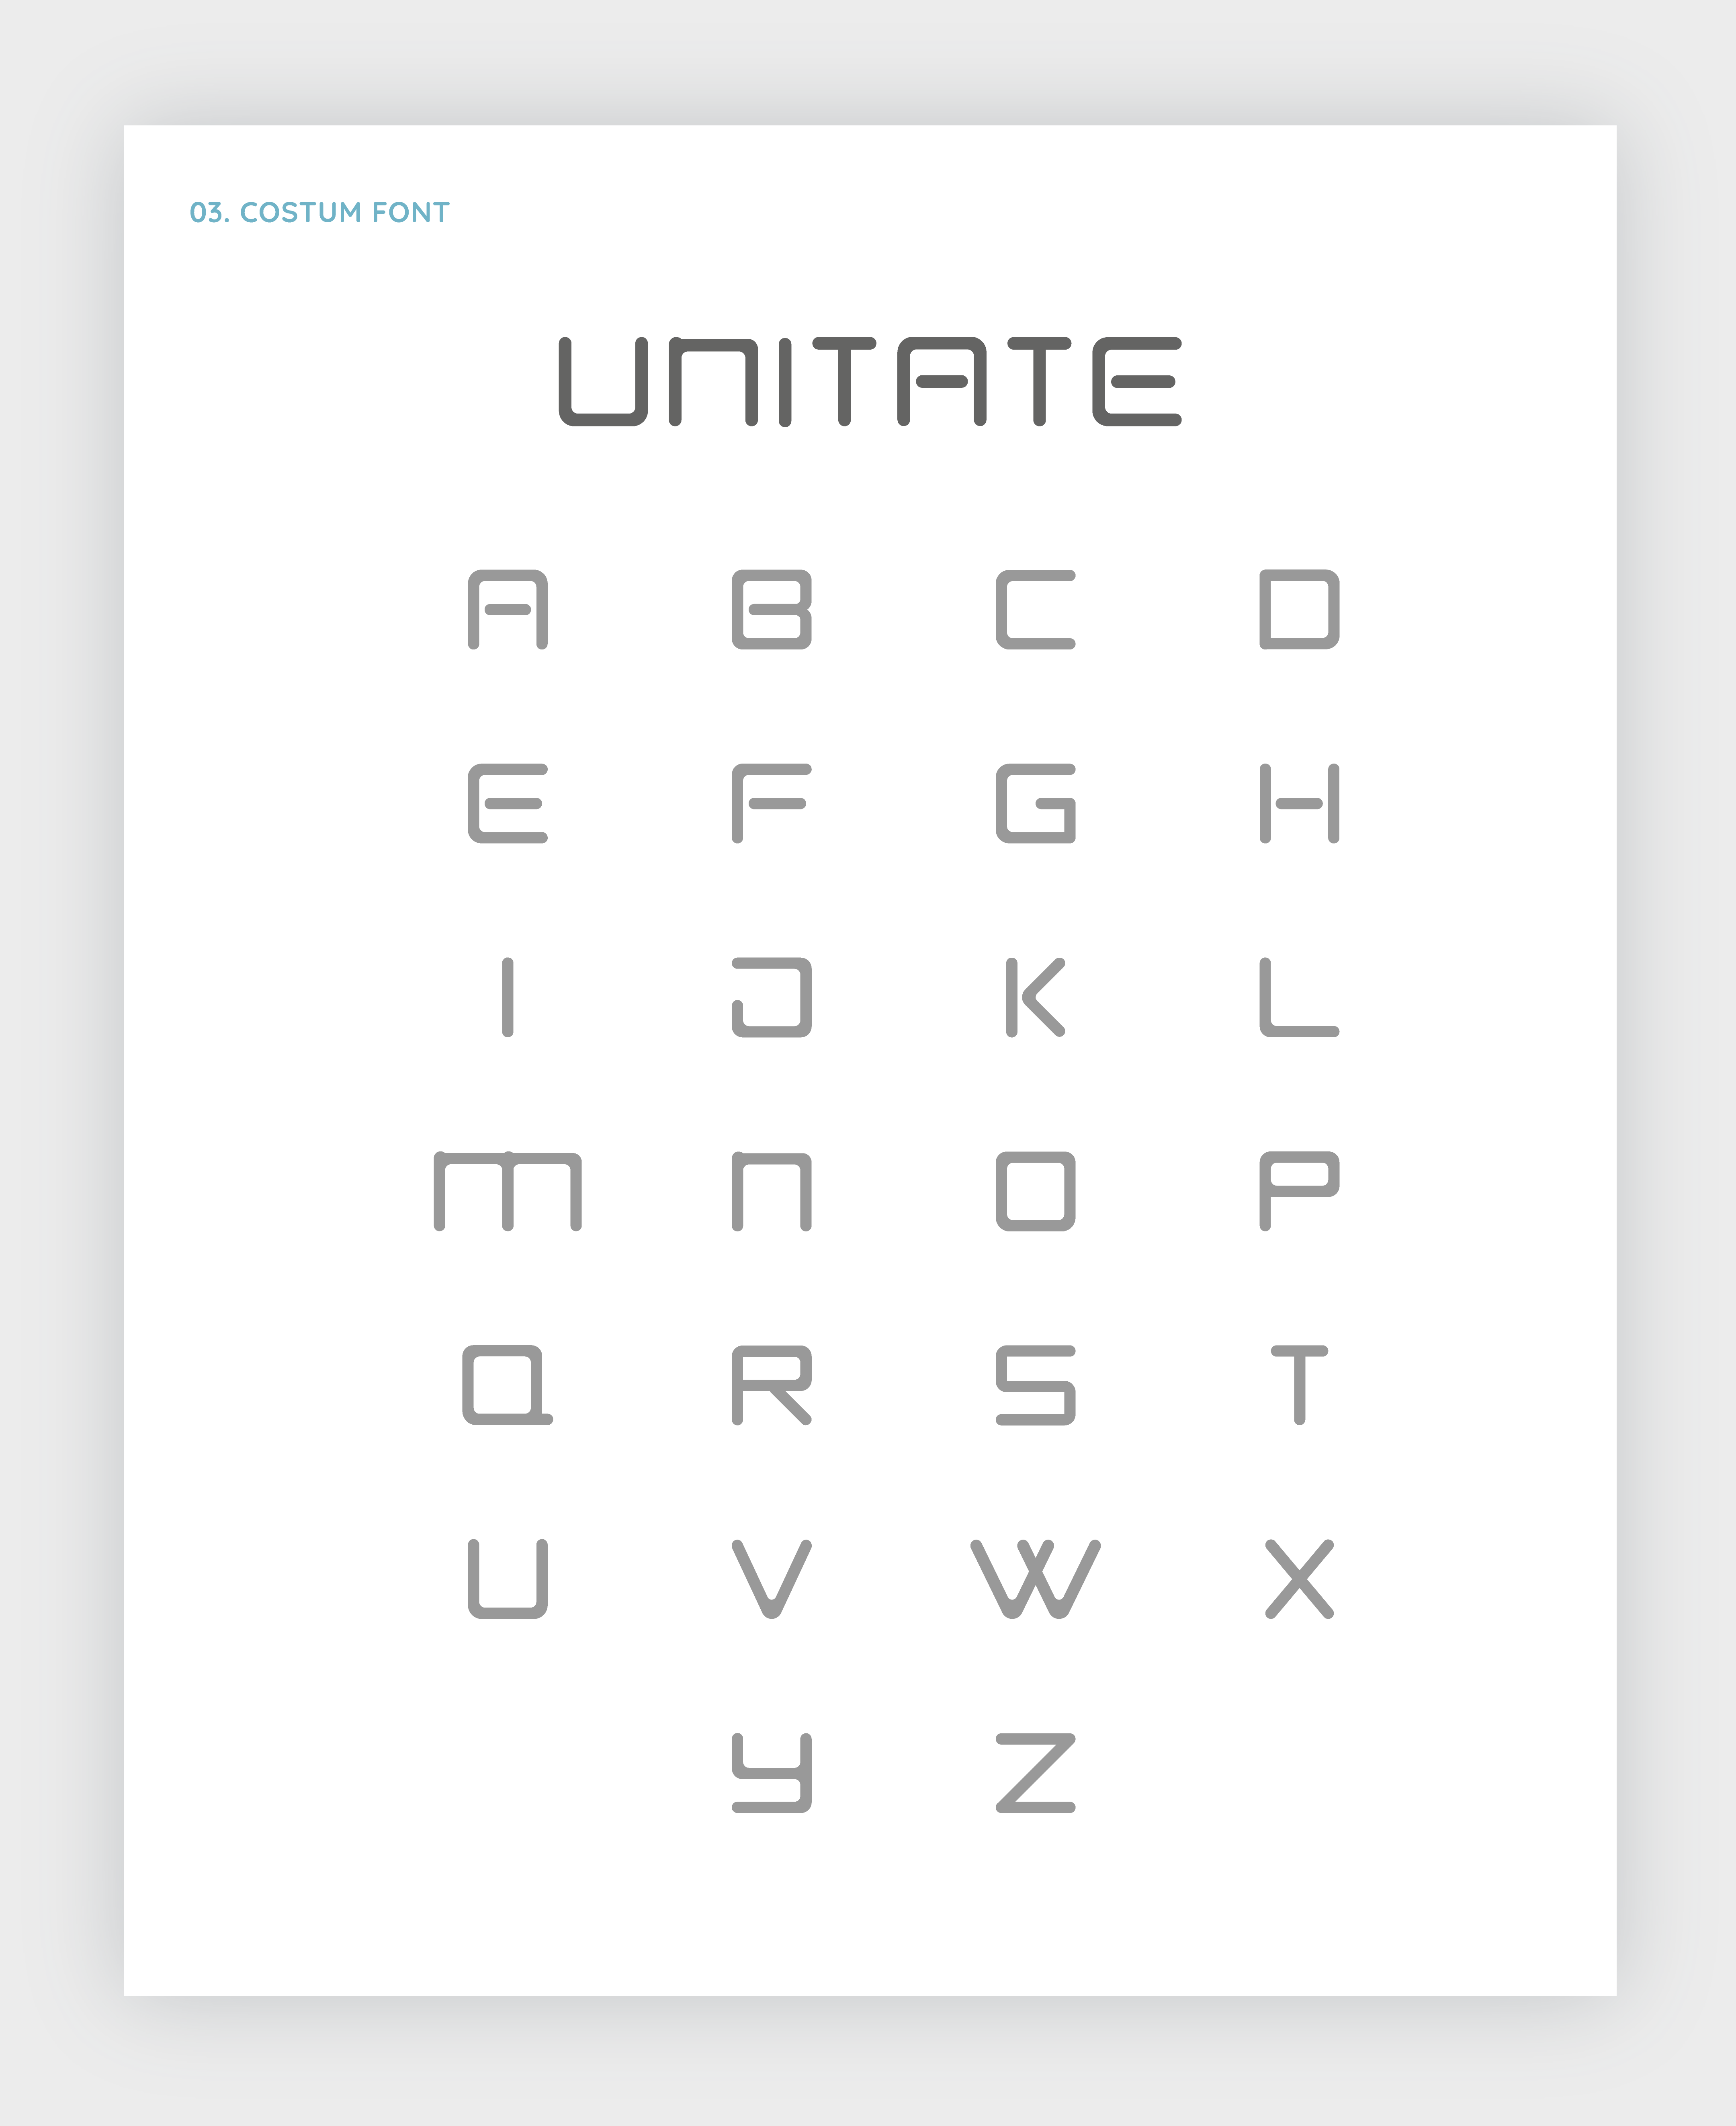 03. COSTUM FONT
UNITATE
A B C D
E F G H
I J K L
M N O P
Q R S T
U V W X
Y Z